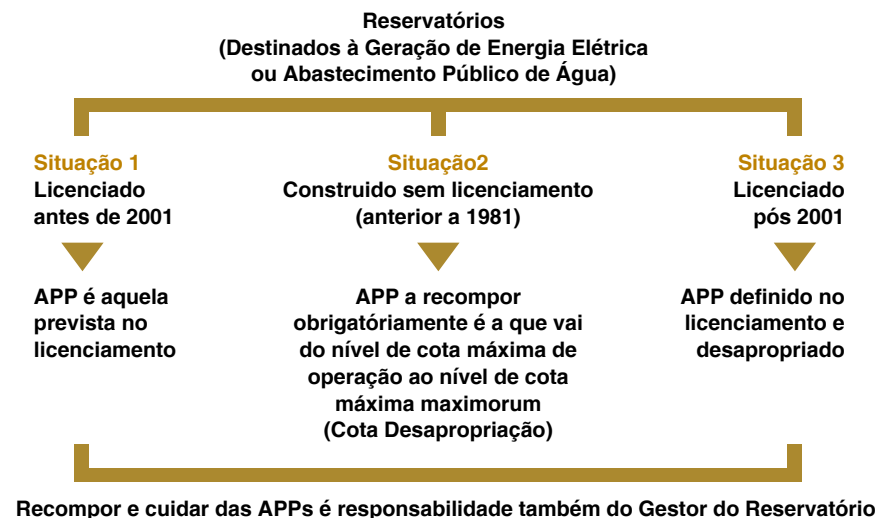 Reservatórios
(Destinados à Geração de Energia Elétrica
ou Abastecimento Público de Água)
Situação 1
Licenciado
antes de 2001
APP é aquela
prevista no
licenciamento
Situação2
Construido sem licenciamento
(anterior a 1981)
APP a recompor
obrigatóriamente é a que vai
do nível de cota máxima de
operação ao nível de cota
máxima maximorum
(Cota Desapropriação)
Situação 3
Licenciado
pós 2001
APP definido no
licenciamento e
desapropriado
Recompor e cuidar das APPs é responsabilidade também do Gestor do Reservatório